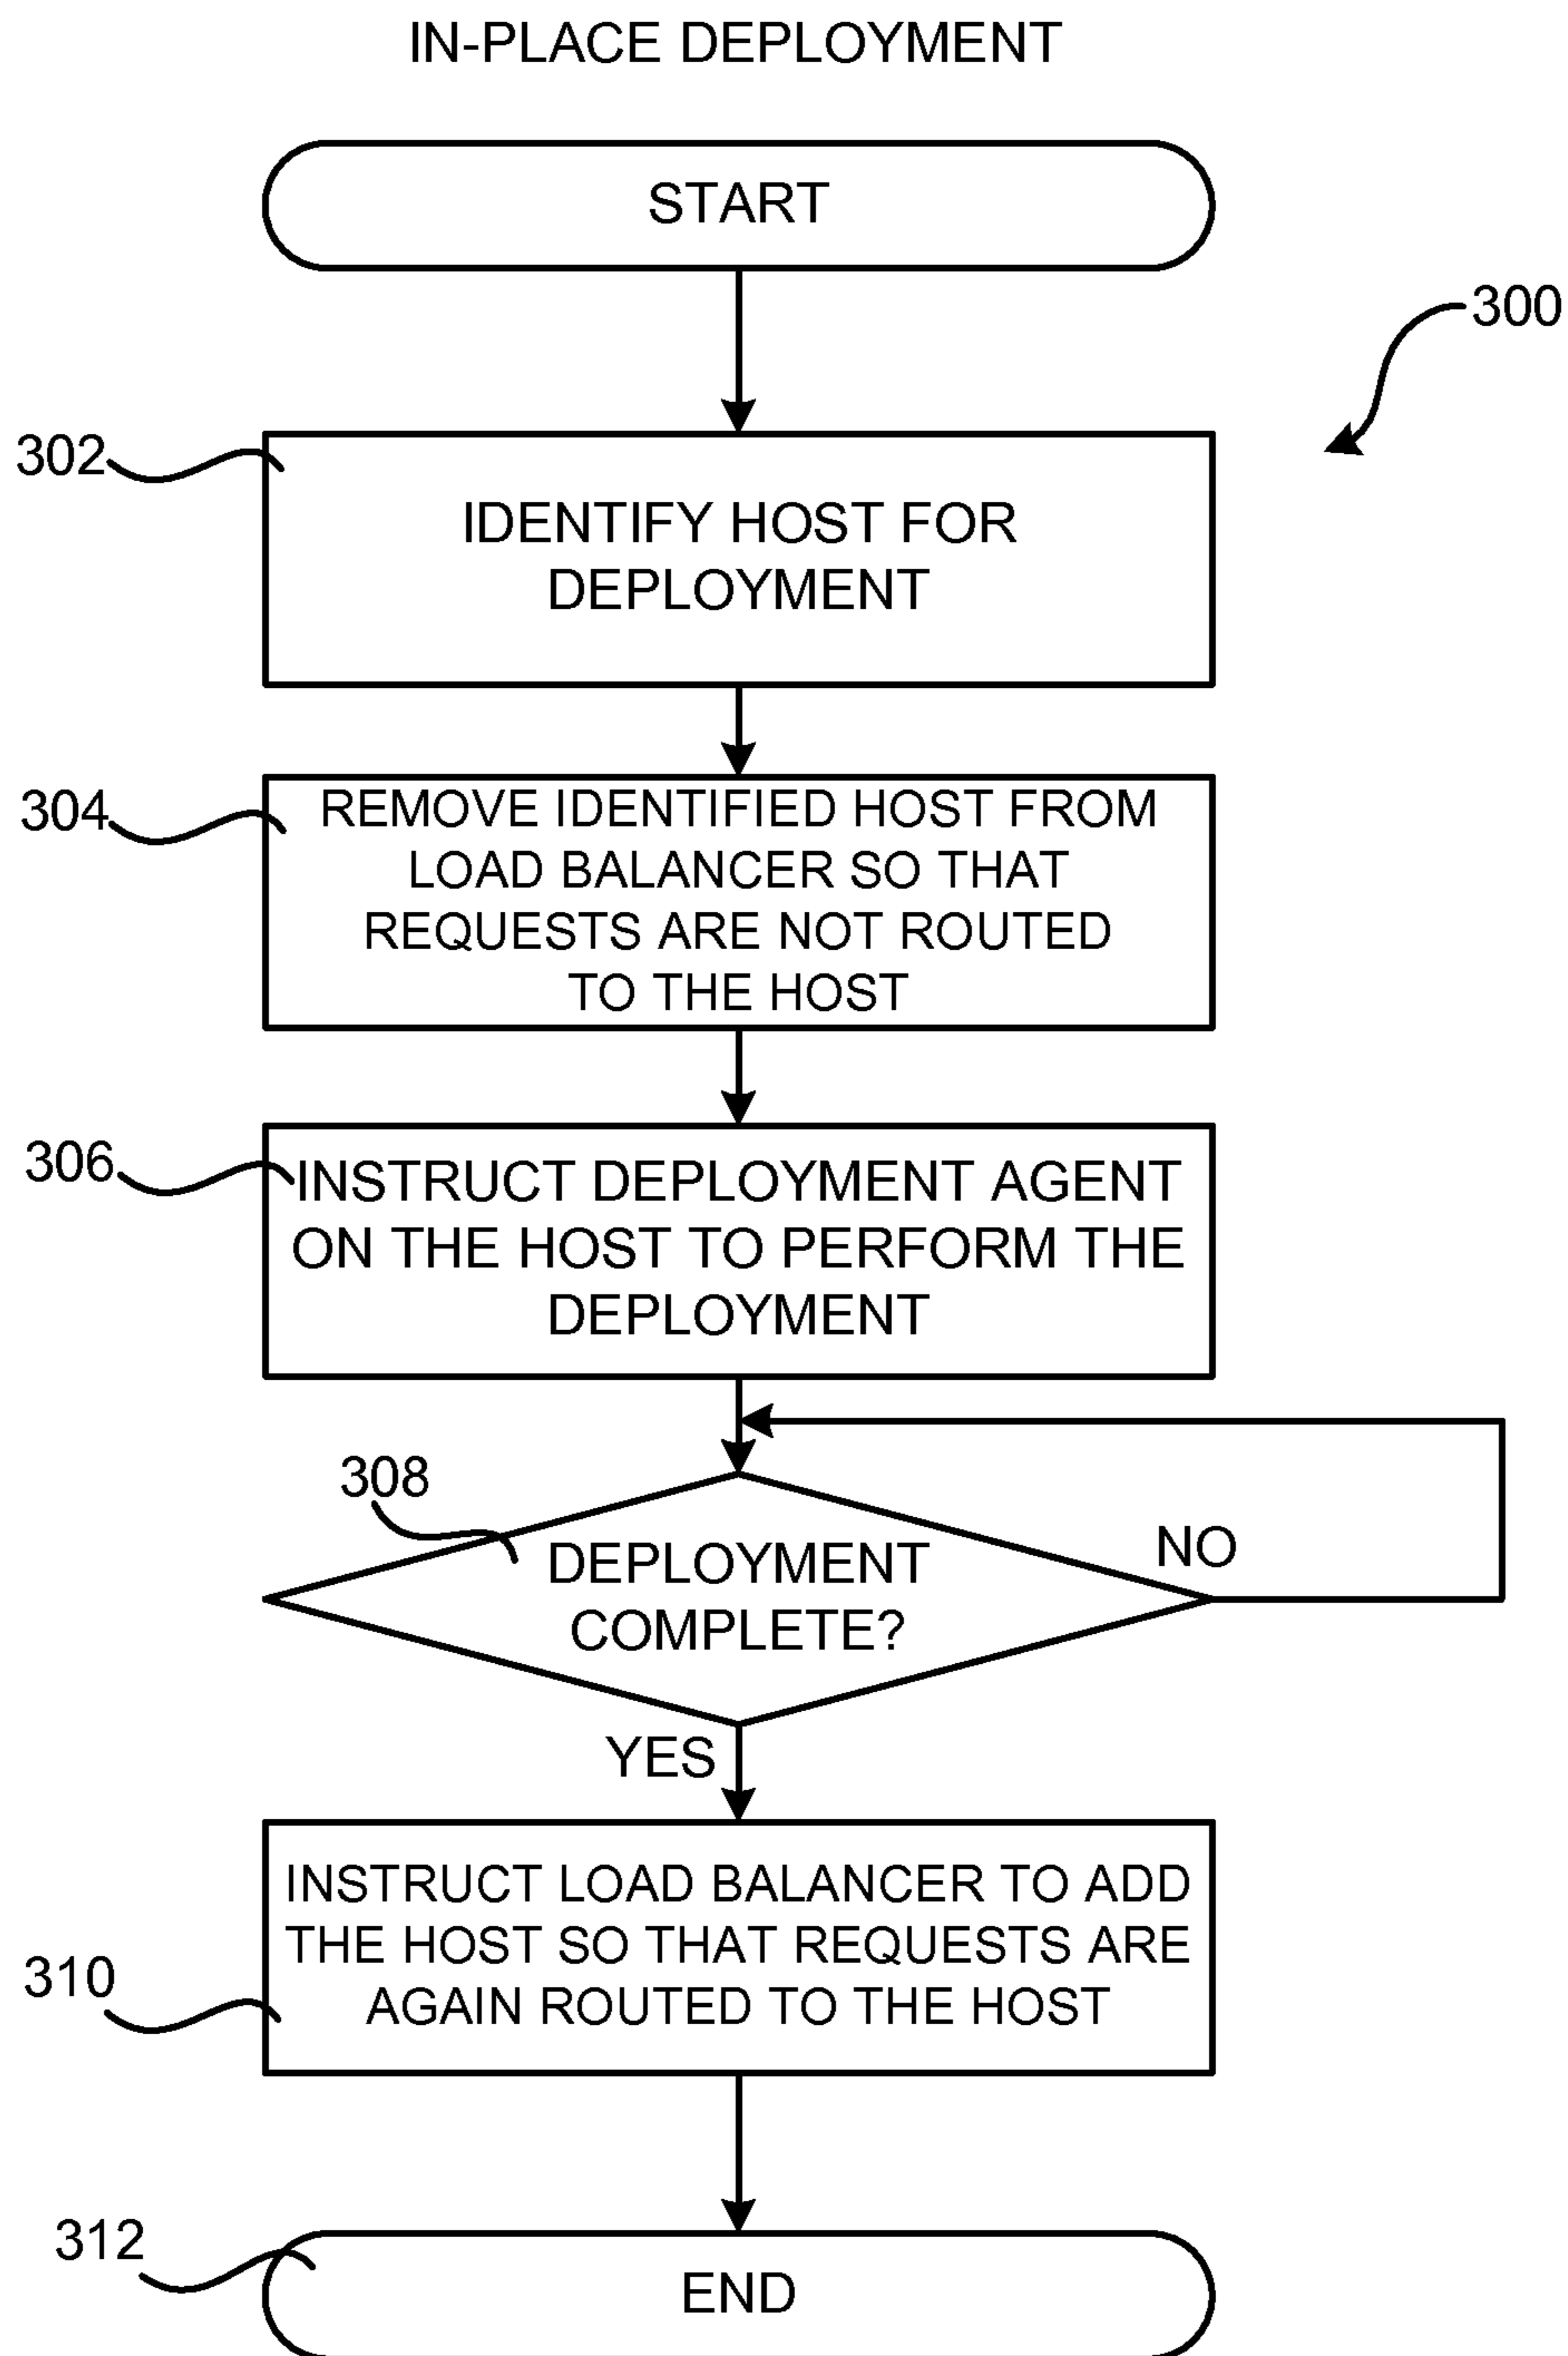 IN-PLACE DEPLOYMENT
START
300
302
IDENTIFY HOST FOR
DEPLOYMENT
304
REMOVE IDENTIFIED HOST FROM
LOAD BALANCER SO THAT
REQUESTS ARE NOT ROUTED
TO THE HOST
306
INSTRUCT DEPLOYMENT AGENT
ON THE HOST TO PERFORM THE
DEPLOYMENT
308
DEPLOYMENT
COMPLETE?
NO
YES
INSTRUCT LOAD BALANCER TO ADD
THE HOST SO THAT REQUESTS ARE
AGAIN ROUTED TO THE HOST
310
312
END